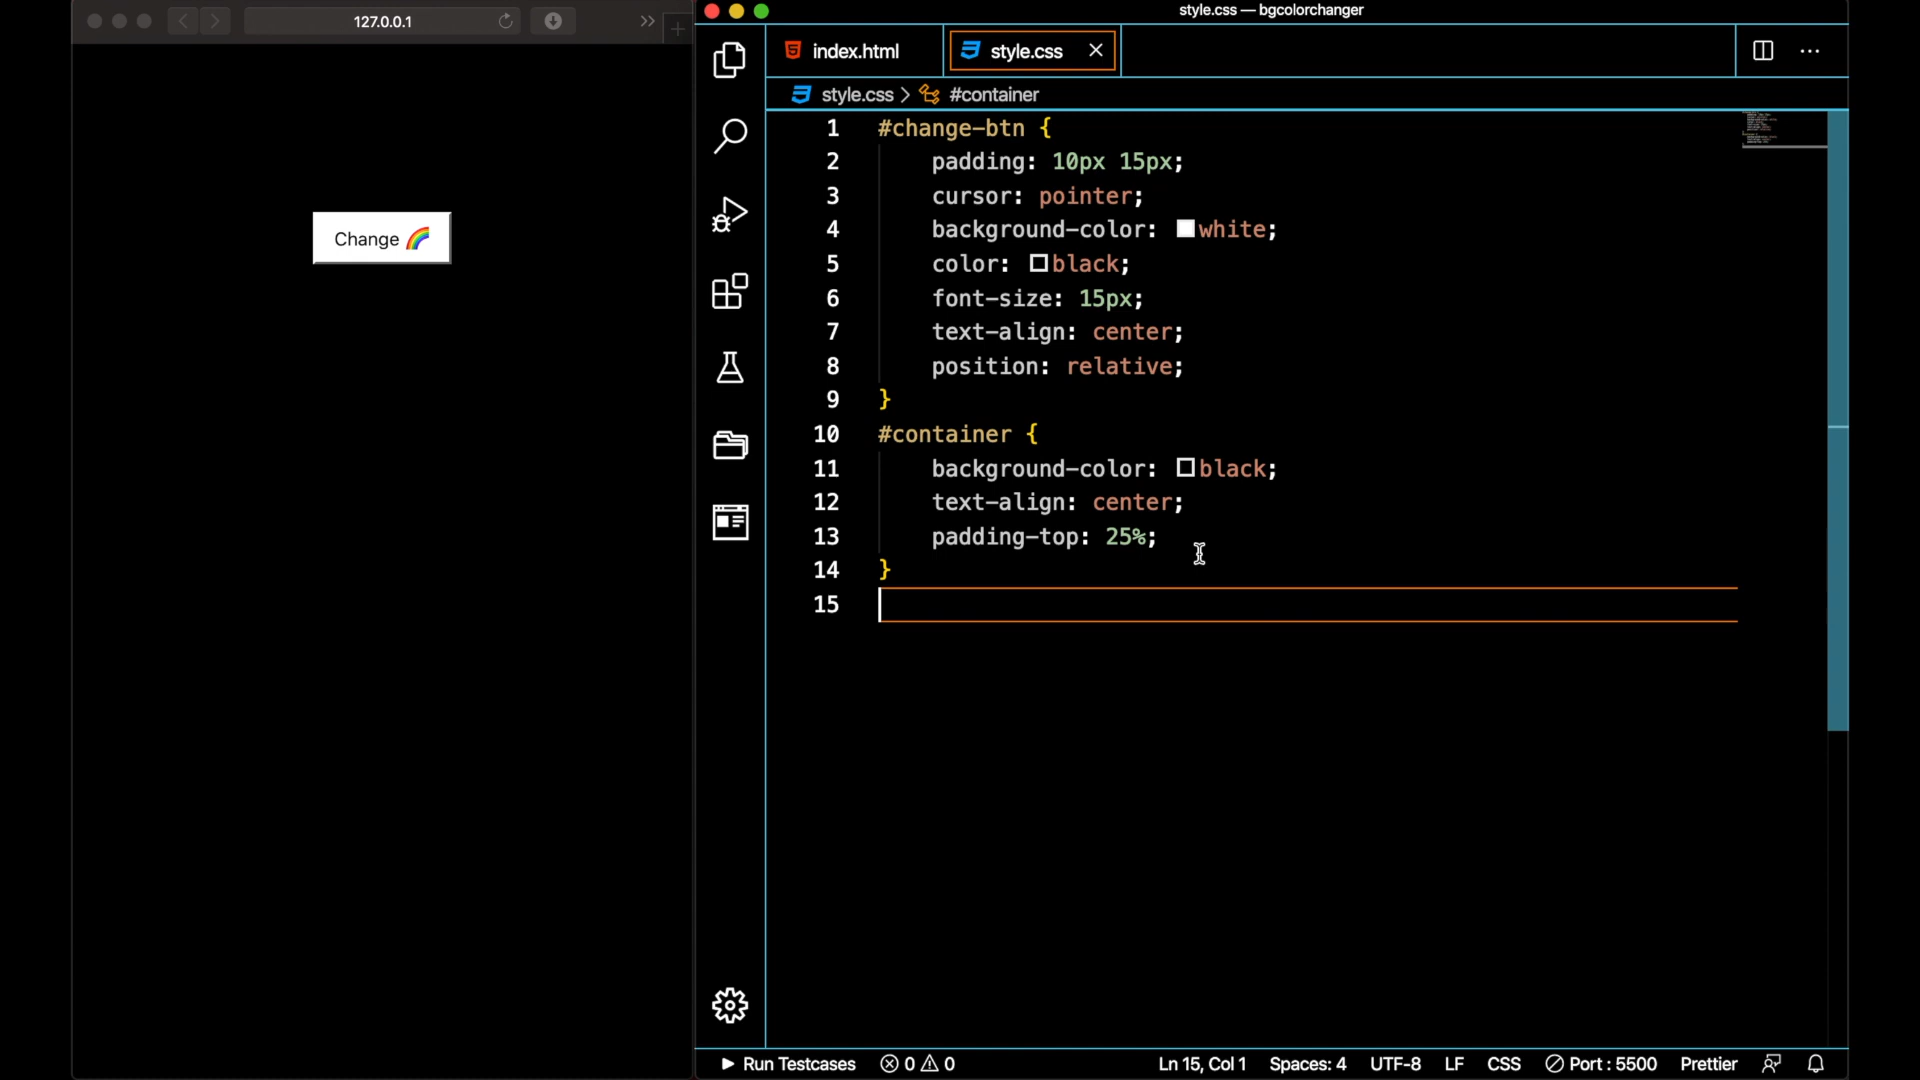 127.0.0.1
Change 🌈
style.css — bgcolorchanger
index.html
style.css
style.css > #container
1 #change-btn {
2     padding: 10px 15px;
3     cursor: pointer;
4     background-color: white;
5     color: black;
6     font-size: 15px;
7     text-align: center;
8     position: relative;
9 }
10 #container {
11     background-color: black;
12     text-align: center;
13     padding-top: 25%;
14 }
15
Run Testcases 0 0 Ln 15, Col 1 Spaces: 4 UTF-8 LF CSS Port : 5500 Prettier